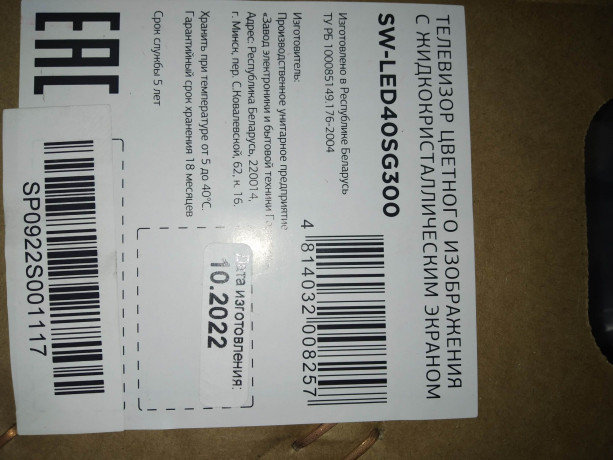 ТЕЛЕВИЗОР ЦВЕТНОГО ИЗОБРАЖЕНИЯ
С ЖИДКОКРИСТАЛЛИЧЕСКИМ ЭКРАНОМ
SW-LED40SG300
Изготовлено в Республике Беларусь
ТУ РБ 100085149.176-2004
Изготовитель:
Производственное унитарное предприятие
«Завод электроники и бытовой техники
Адрес: Республика Беларусь, 220014,
г. Минск, пер. С.Ковалевской, 62, к. 16.
Хранить при температуре от 5 до 40°С.
Гарантийный срок хранения 18 месяцев
Срок службы 5 лет
EAC
4 814032 008257
Дата изготовления:
10.2022
SP0922S001117